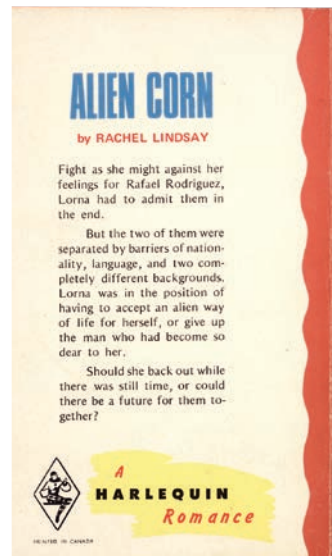 ALIEN CORN
by RACHEL LINDSAY
Fight as she might against her
feelings for Rafael Rodriguez,
Lorna had to admit them in
the end.
But the two of them were
separated by barriers of nation-
ality, language, and two com-
pletely different backgrounds.
Lorna was in the position of
having to accept an alien way
of life for herself, or give up
the man who had become so
dear to her.
Should she back out while
there was still time, or could
there be a future for them to-
gether?
A
HARLEQUIN
Romance
PRINTED IN CANADA